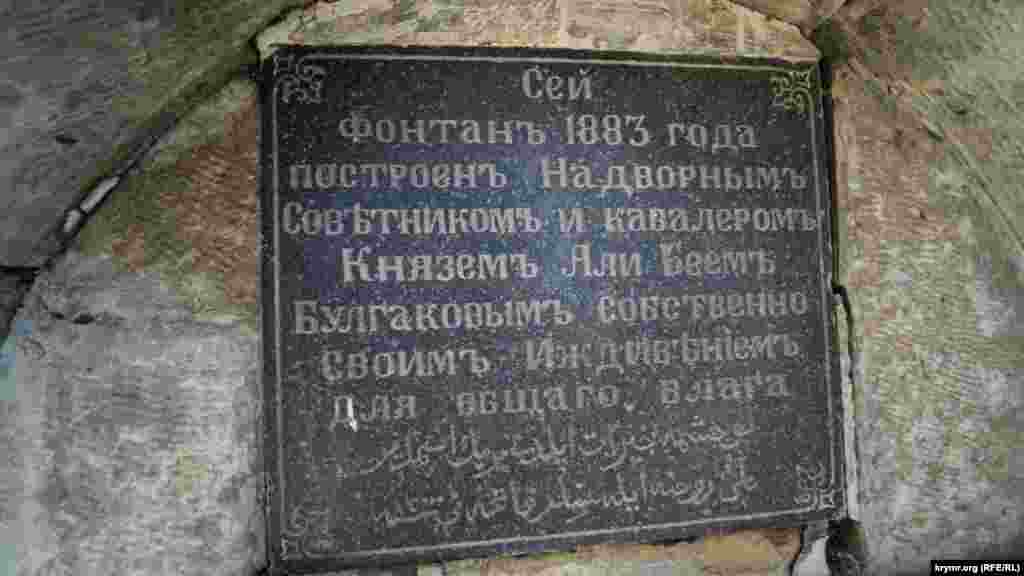 Сей
Фонтанъ 1883 года
построенъ Надворнымъ
Совѣтникомъ и кавалеромъ
Княземъ Али Беемъ
Булгаковымъ собственно
своимъ Иждивѣнiемъ
для общаго. блага
krymr.org (RFE/RL)